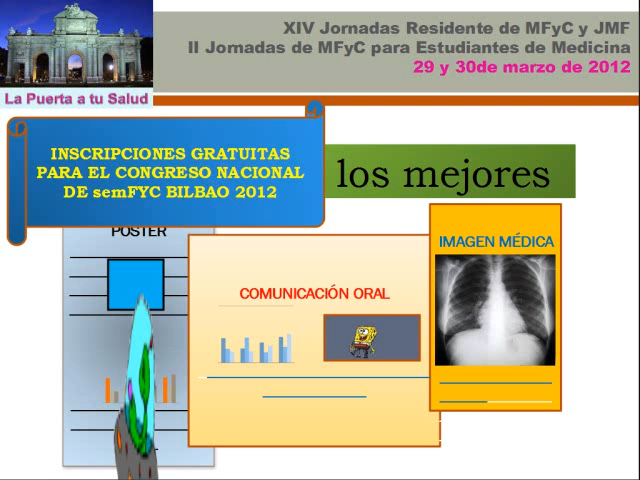 XIV Jornadas Residente de MFyC y JMF
II Jomadas de MFyC para Estudiantes de Medicina
29 y 30de marzo de 2012
La Puerta a tu Salud
INSCRIPCIONES GRATUITAS
PARA EL CONGRESO NACIONAL
DE semFYC BILBAO 2012
los mejores
POSTER
COMUNICACIÓN ORAL
IMAGEN MÉDICA